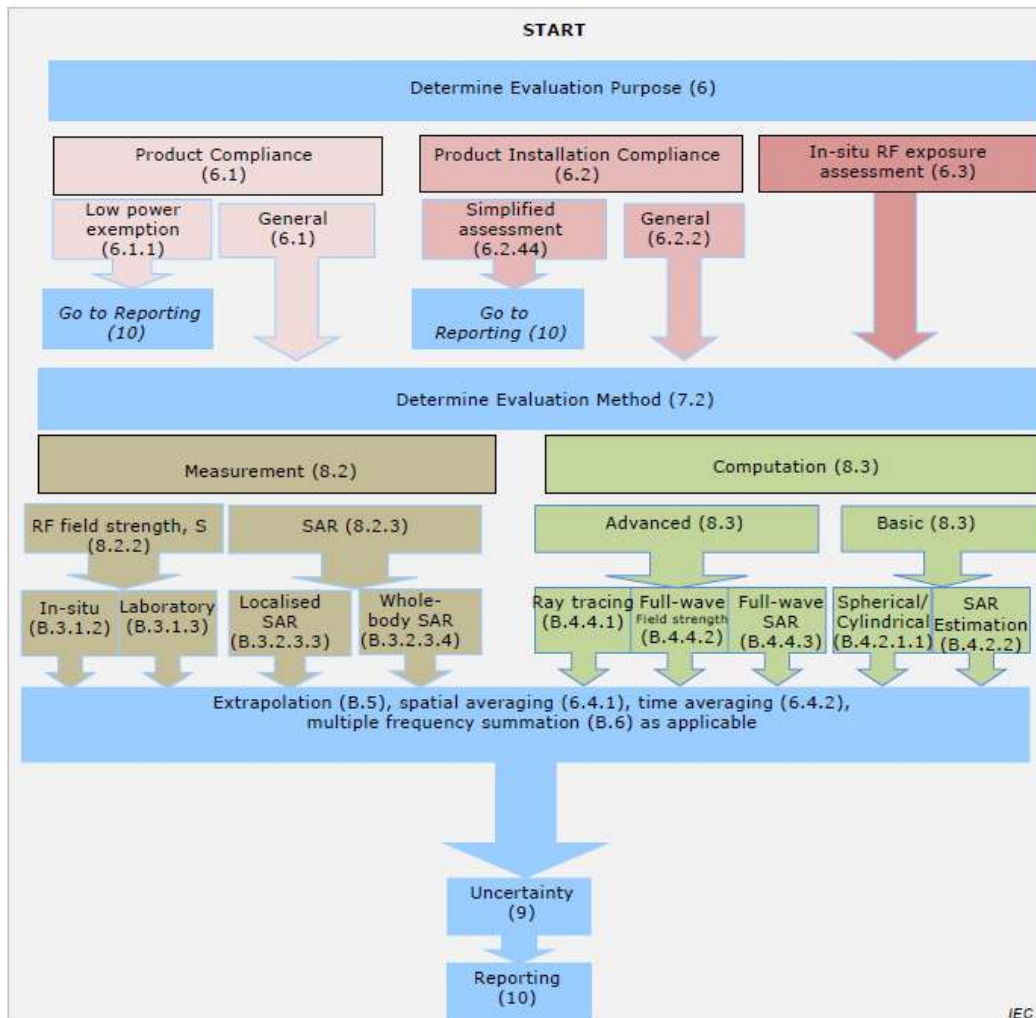 START
Determine Evaluation Purpose (6)
Product Compliance
(6.1)
Product Installation Compliance
(6.2)
In-situ RF exposure
assessment (6.3)
Low power
exemption
(6.1.1)
General
(6.1)
Simplified
assessment
(6.2.44)
General
(6.2.2)
Go to Reporting
(10)
Go to
Reporting (10)
Determine Evaluation Method (7.2)
Measurement (8.2)
Computation (8.3)
RF field strength, S
(8.2.2)
SAR (8.2.3)
Advanced (8.3)
Basic (8.3)
In-situ
(B.3.1.2)
Laboratory
(B.3.1.3)
Localised
SAR
(B.3.2.3.3)
Whole-
body SAR
(B.3.2.3.4)
Ray tracing
(B.4.4.1)
Full-wave
Field strength
(B.4.4.2)
Full-wave
SAR
(B.4.4.3)
Spherical/
Cylindrical
(B.4.2.1.1)
SAR
Estimation
(B.4.2.2)
Extrapolation (B.5), spatial averaging (6.4.1), time averaging (6.4.2),
multiple frequency summation (B.6) as applicable
Uncertainty
(9)
Reporting
(10)
IEC